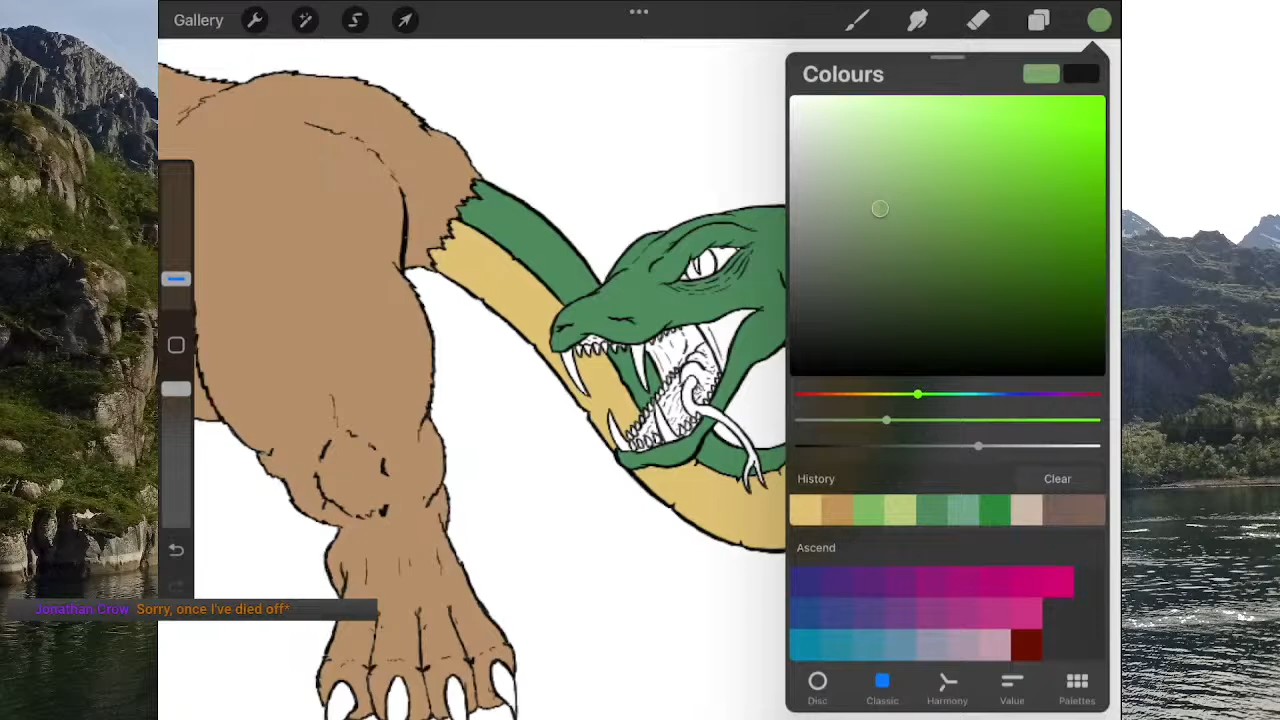 Gallery
Colours
History
Clear
Ascend
Jonathan Crow Sorry, once I've died off*
Disc
Classic
Harmony
Value
Palettes